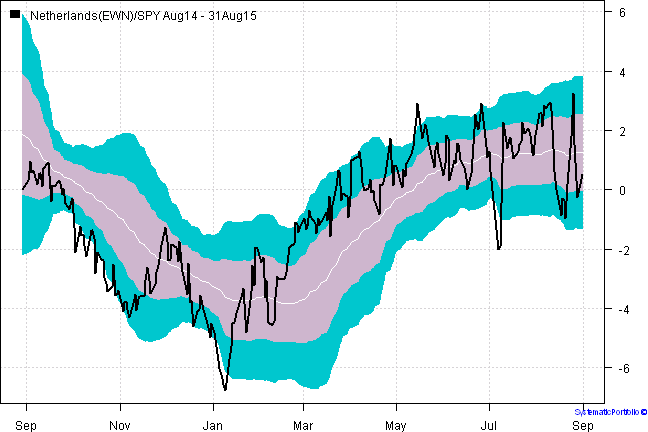 Netherlands(EWN)/SPY Aug14 - 31Aug15
6
4
2
0
-2
-4
-6
Sep Nov Jan Mar May Jul Sep
SystematicPortfolio ©